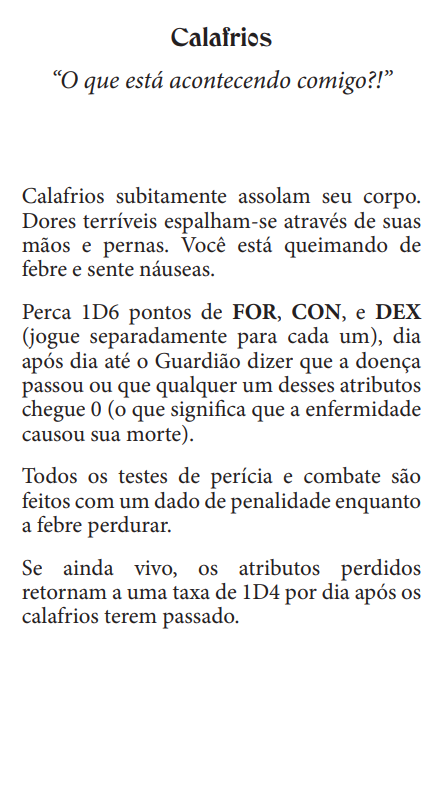 Calafrios
“O que está acontecendo comigo?!”
Calafrios subitamente assolam seu corpo.
Dores terríveis espalham-se através de suas
mãos e pernas. Você está queimando de
febre e sente náuseas.
Perca 1D6 pontos de FOR, CON, e DEX
(jogue separadamente para cada um), dia
após dia até o Guardião dizer que a doença
passou ou que qualquer um desses atributos
chegue 0 (o que significa que a enfermidade
causou sua morte).
Todos os testes de perícia e combate são
feitos com um dado de penalidade enquanto
a febre perdurar.
Se ainda vivo, os atributos perdidos
retornam a uma taxa de 1D4 por dia após os
calafrios terem passado.